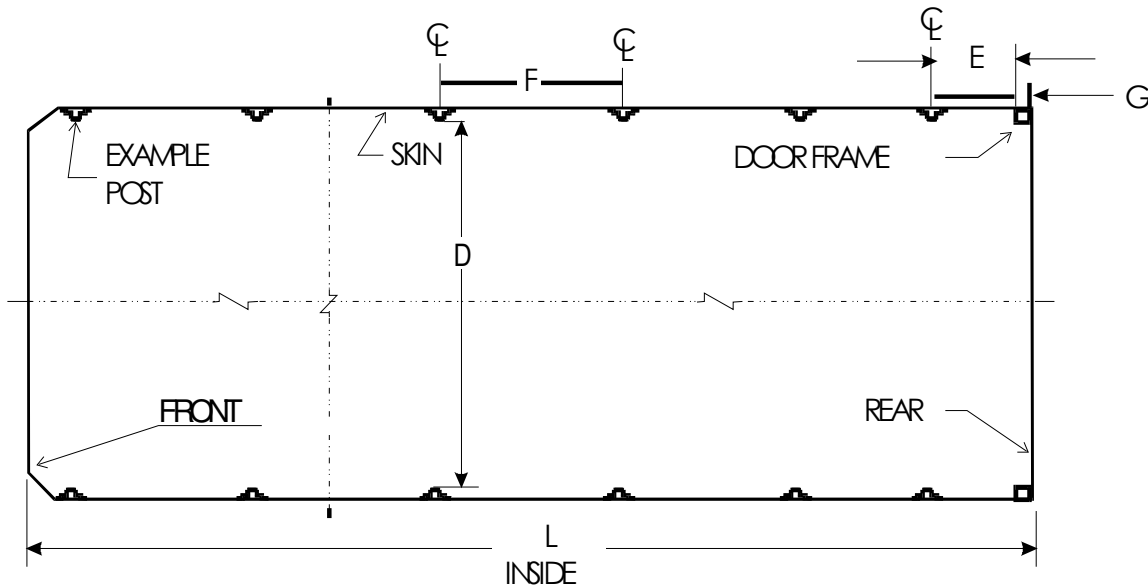 ℄
℄
℄
F
E
G
EXAMPLE
POST
SKIN
DOOR FRAME
D
FRONT
REAR
L
INSIDE